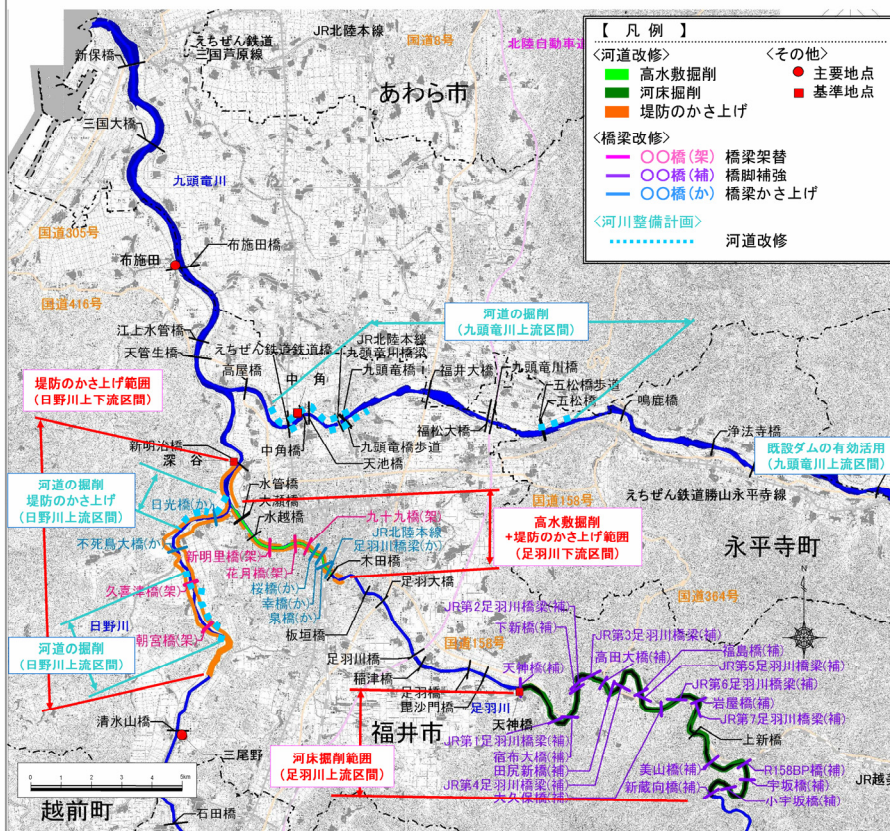 【 凡 例 】
<河道改修>
高水敷掘削
河床掘削
堤防のかさ上げ
<その他>
主要地点
基準地点
<橋梁改修>
〇〇橋(架) 橋梁架替
〇〇橋(補) 橋脚補強
〇〇橋(か) 橋梁かさ上げ
<河川整備計画>
河道改修
新保橋
えちぜん鉄道
三国芦原線
JR北陸本線
国道8号
北陸自動車道
あわら市
三国大橋
九頭竜川
国道305号
布施田
布施田橋
国道416号
江上水管橋
天菅生橋
高屋橋
えちぜん鉄道鉄道橋
中 角
JR北陸本線
九頭竜川橋梁
九頭竜橋
福井大橋
九頭竜川橋
五松橋歩道
五松橋
鳴鹿橋
浄法寺橋
河道の掘削
(九頭竜川上流区間)
中角橋
天池橋
九頭竜橋歩道
福松大橋
既設ダムの有効活用
(九頭竜川上流区間)
えちぜん鉄道勝山永平寺線
堤防のかさ上げ範囲
(日野川上下流区間)
新明治橋
深 谷
河道の掘削
堤防のかさ上げ
(日野川上流区間)
日光橋(か)
水管橋
大瀬橋
水越橋
不死鳥大橋(か)
国道158号
九十九橋(架)
JR北陸本線
足羽川橋梁(か)
木田橋
新明里橋(架)
花月橋(架)
桜橋(か)
幸橋(か)
泉橋(か)
高水敷掘削
+堤防のかさ上げ範囲
(足羽川下流区間)
永平寺町
久喜津橋(架)
日野川
朝宮橋(架)
河道の掘削
(日野川上流区間)
足羽大橋
板垣橋
国道364号
国道158号
足羽川橋
稲津橋
足羽橋
毘沙門橋
足羽川
天神橋(補)
天神橋
JR第2足羽川橋梁(補)
下新橋(補)
JR第3足羽川橋梁(補)
高田大橋(補)
福島橋(補)
JR第5足羽川橋梁(補)
JR第6足羽川橋梁(補)
岩屋橋(補)
JR第7足羽川橋梁(補)
上新橋
清水山橋
三尾野
福井市
河床掘削範囲
(足羽川上流区間)
JR第1足羽川橋梁(補)
宿布大橋(補)
田尻新橋(補)
JR第4足羽川橋梁(補)
大久保橋(補)
美山橋(補)
新蔵向橋(補)
R158BP橋(補)
宇坂橋(補)
小宇坂橋(補)
JR越美
N
0 1 2 3 4 5km
越前町
石田橋